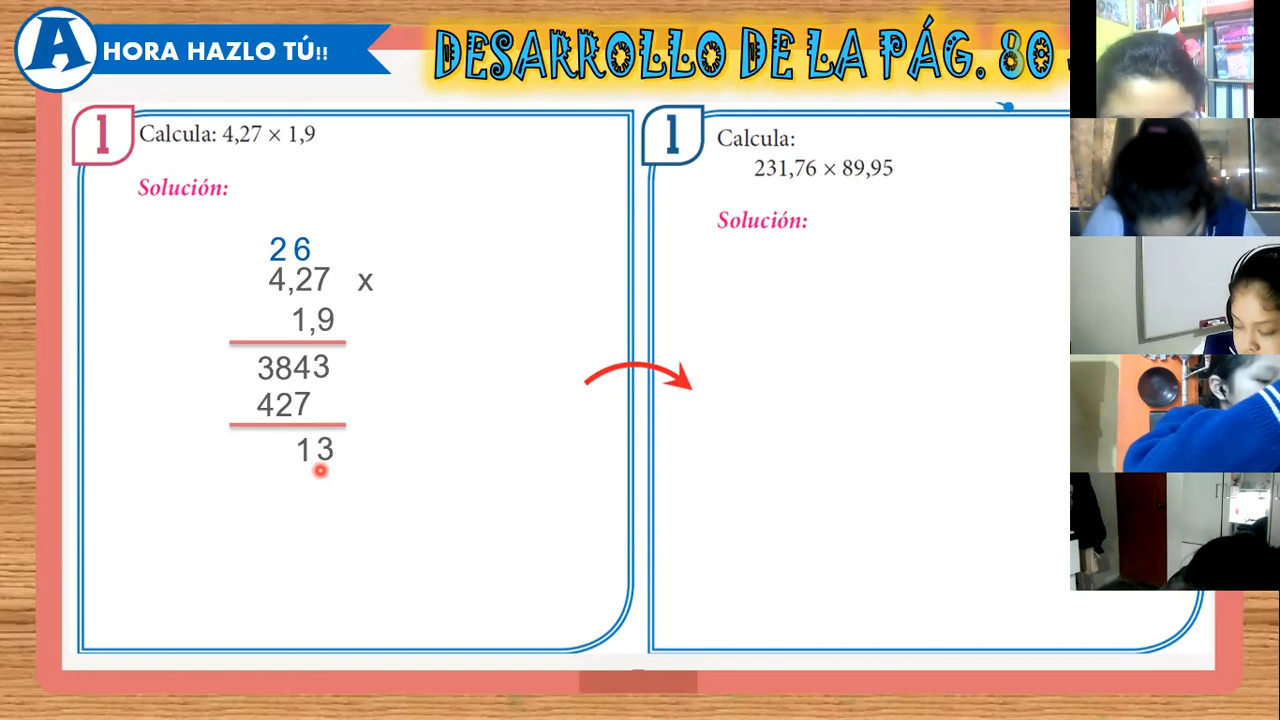 AHORA HAZLO TÚ!!
DESARROLLO DE LA PÁG. 80
1
Calcula: 4,27 × 1,9
Solución:
26
4,27 x
1,9
3843
427
13
1
Calcula:
231,76 × 89,95
Solución: